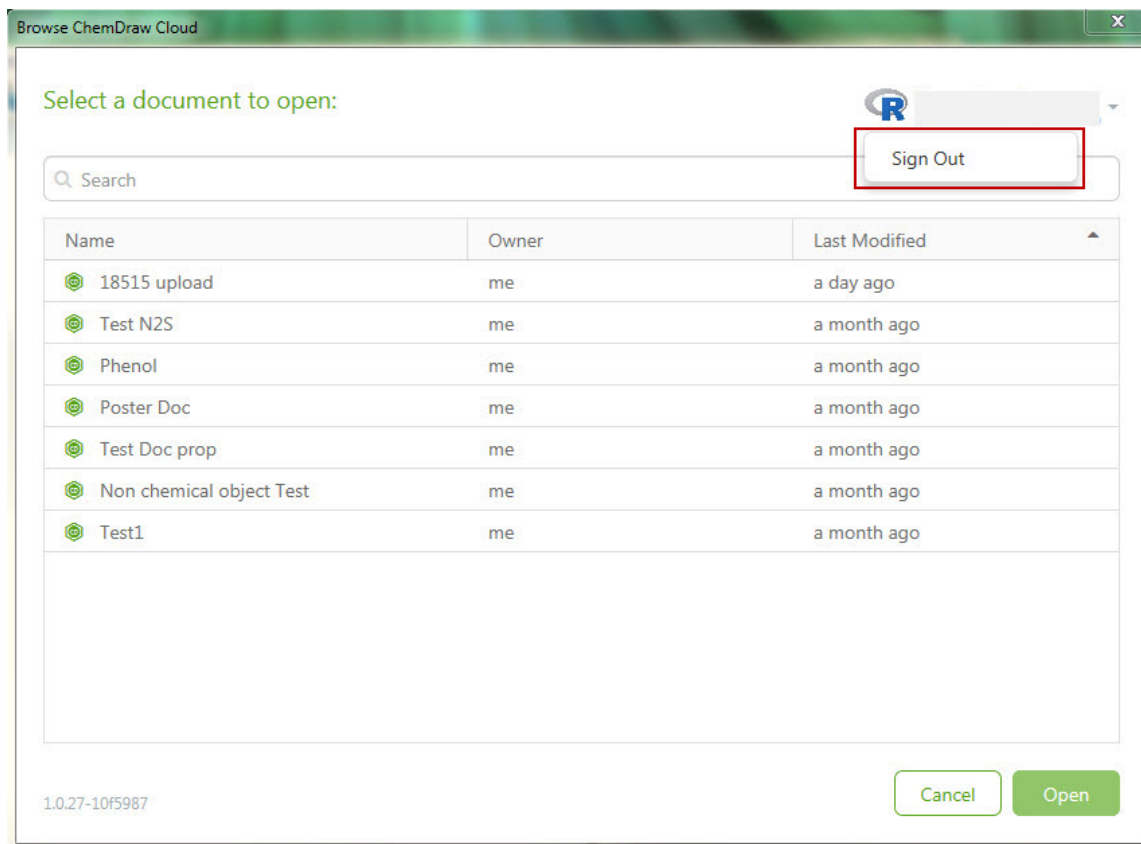 Browse ChemDraw Cloud
x
Select a document to open:
R
Sign Out
Search
Name Owner Last Modified
18515 upload me a day ago
Test N2S me a month ago
Phenol me a month ago
Poster Doc me a month ago
Test Doc prop me a month ago
Non chemical object Test me a month ago
Test1 me a month ago
Cancel Open
1.0.27-10f5987